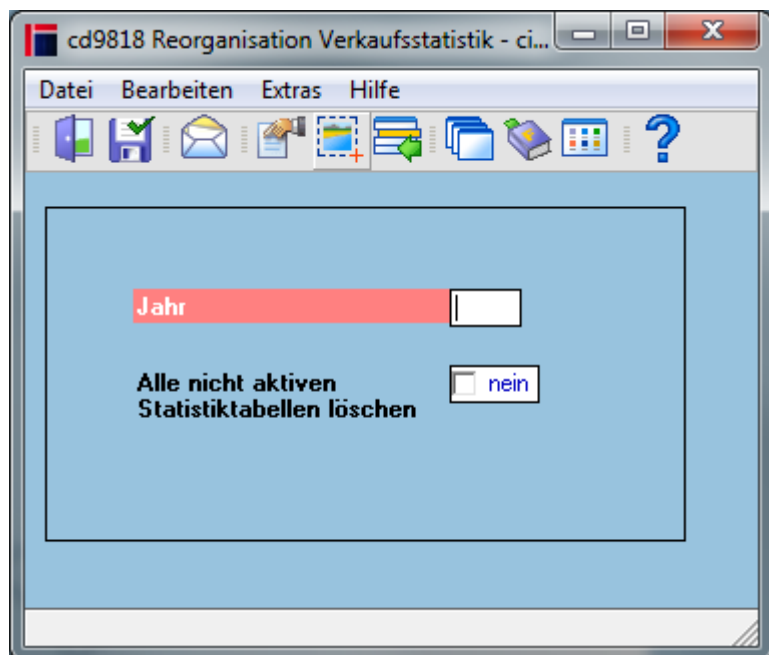 cd9818 Reorganisation Verkaufsstatistik - ci...
Datei Bearbeiten Extras Hilfe
Jahr
Alle nicht aktiven
Statistiktabellen löschen
nein